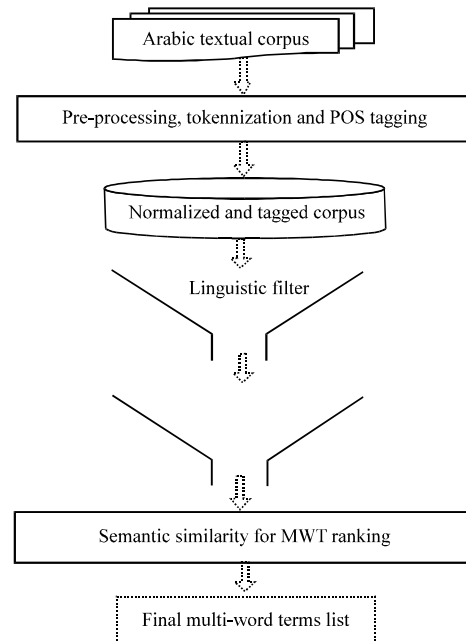 Arabic textual corpus
Pre-processing, tokennization and POS tagging
Normalized and tagged corpus
Linguistic filter
Semantic similarity for MWT ranking
Final multi-word terms list